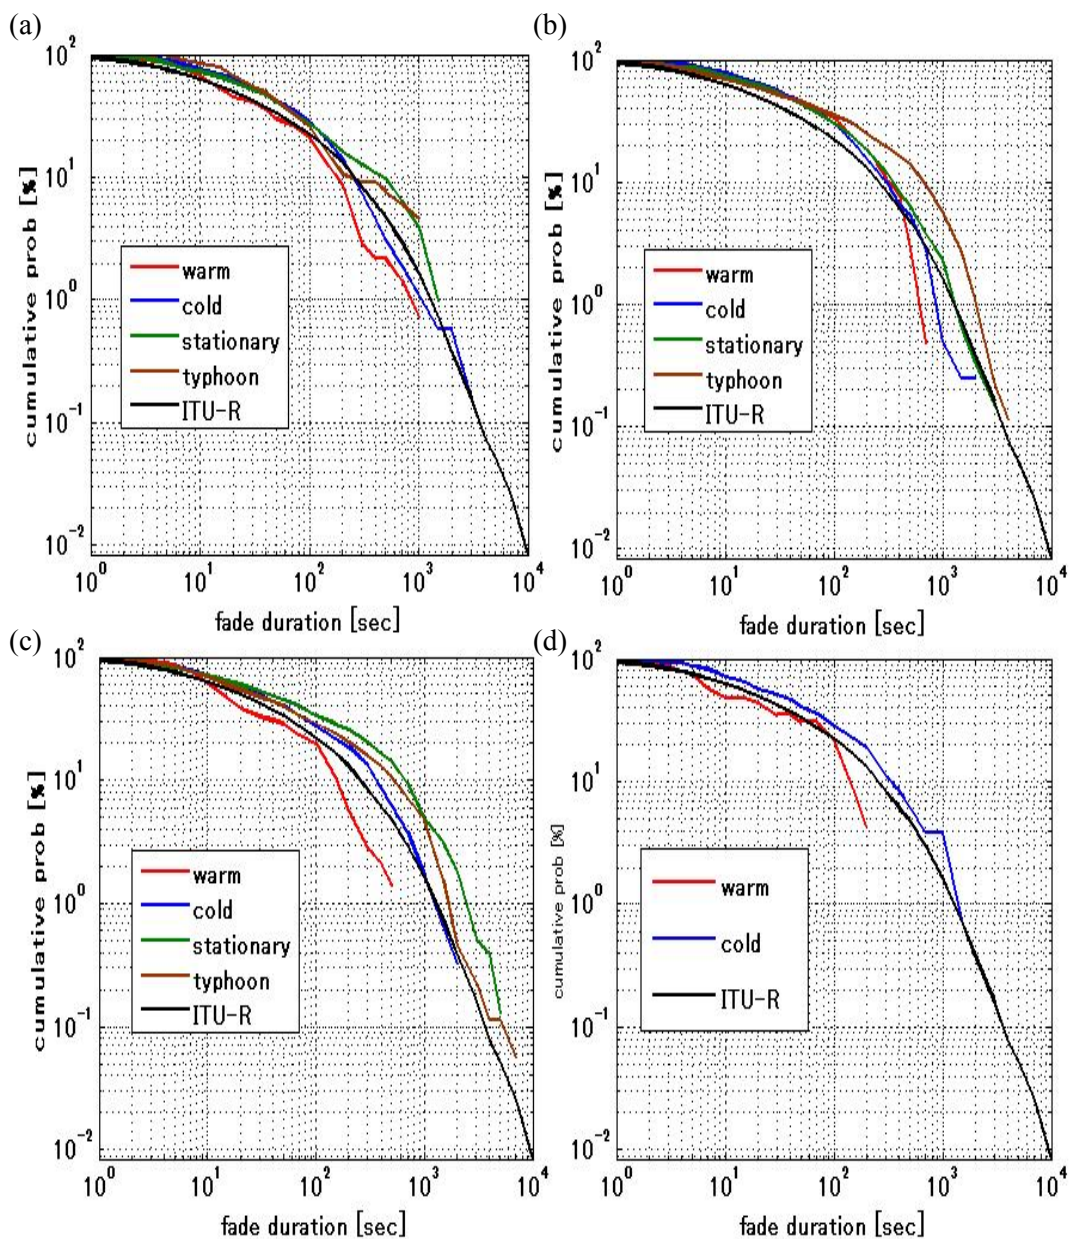 (a)
cumulative prob [%]
10^2
10^1
10^0
10^-1
10^-2
warm
cold
stationary
typhoon
ITU-R
10^0 10^1 10^2 10^3 10^4
fade duration [sec]
(b)
cumulative prob [%]
10^2
10^1
10^0
10^-1
10^-2
warm
cold
stationary
typhoon
ITU-R
10^0 10^1 10^2 10^3 10^4
fade duration [sec]
(c)
cumulative prob [%]
10^2
10^1
10^0
10^-1
10^-2
warm
cold
stationary
typhoon
ITU-R
10^0 10^1 10^2 10^3 10^4
fade duration [sec]
(d)
cumulative prob [%]
10^2
10^1
10^0
10^-1
10^-2
warm
cold
ITU-R
10^0 10^1 10^2 10^3 10^4
fade duration [sec]